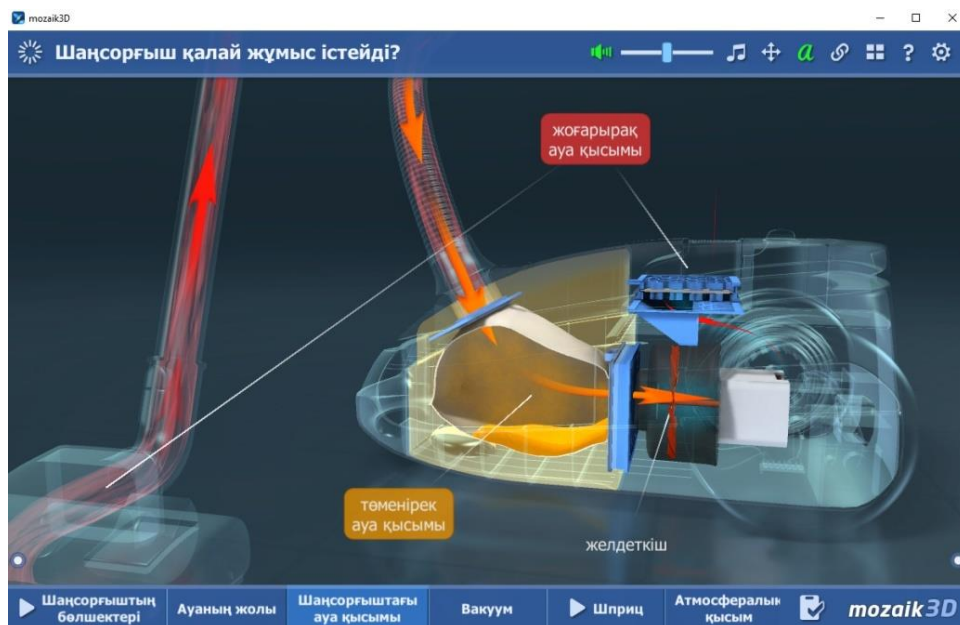 mozaik3D
Шаңсорғыш қалай жұмыс істейді?
a
?
жоғарырақ
ауа қысымы
төменірек
ауа қысымы
желдеткіш
Шаңсорғыштың
бөлшектері
Ауаның жолы
Шаңсорғыштағы
ауа қысымы
Вакуум
Шприц
Атмосфералық
қысым
mozaik3D